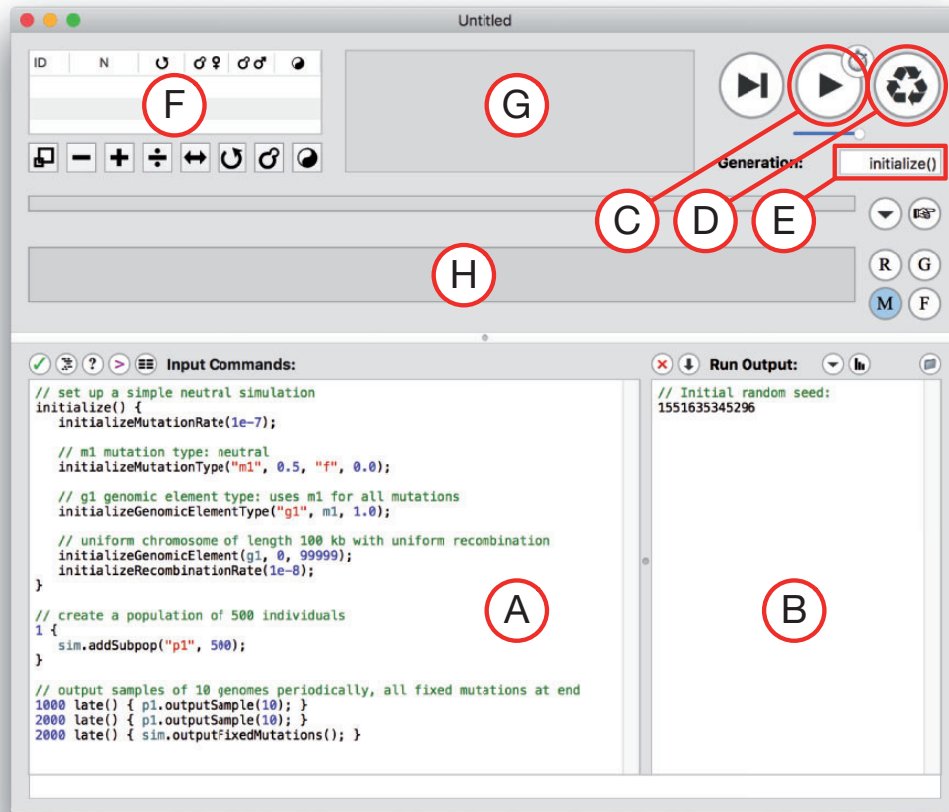 Untitled
ID N ↺ ⚦♀ ⚦♂ ☯
F
G
Generation: initialize()
C
D
E
H
R G
M F
Input Commands:
Run Output:
// set up a simple neutral simulation
initialize() {
initializeMutationRate(1e-7);
// m1 mutation type: neutral
initializeMutationType("m1", 0.5, "f", 0.0);
// g1 genomic element type: uses m1 for all mutations
initializeGenomicElementType("g1", m1, 1.0);
// uniform chromosome of length 100 kb with uniform recombination
initializeGenomicElement(g1, 0, 99999);
initializeRecombinationRate(1e-8);
}
// create a population of 500 individuals
1 {
sim.addSubpop("p1", 500);
}
// output samples of 10 genomes periodically, all fixed mutations at end
1000 late() { p1.outputSample(10); }
2000 late() { p1.outputSample(10); }
2000 late() { sim.outputFixedMutations(); }
A
// Initial random seed:
1551635345296
B